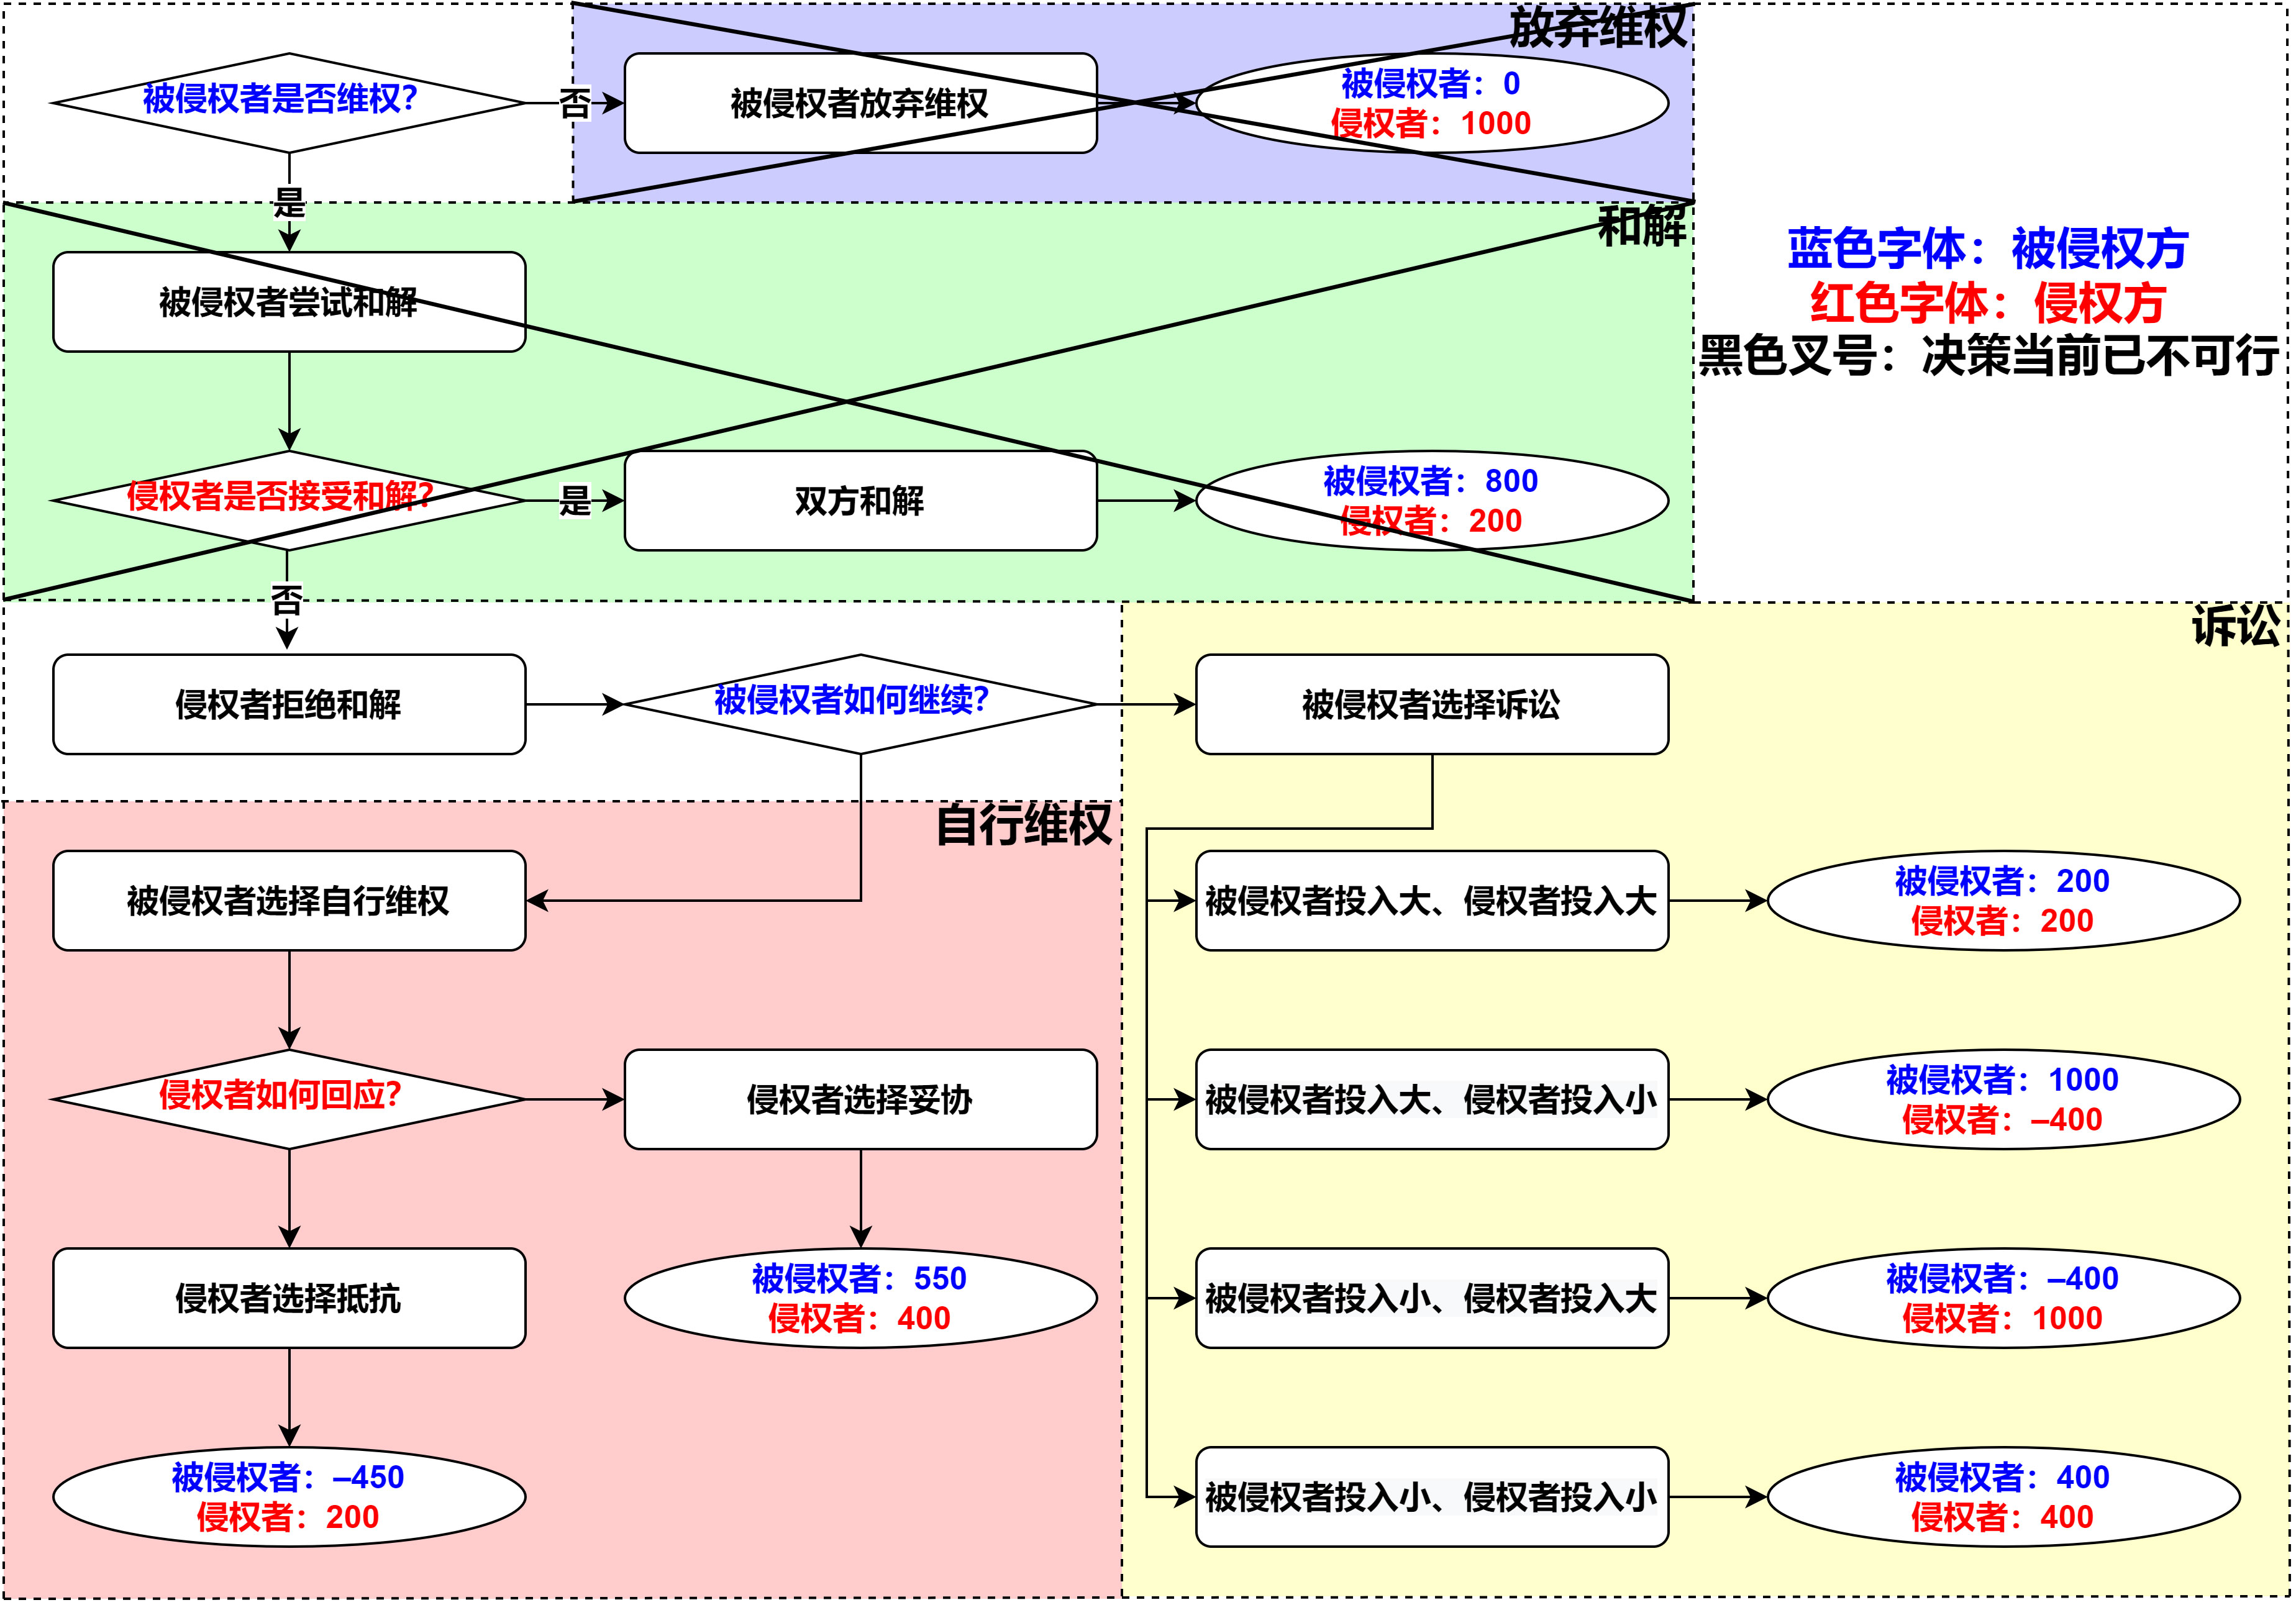 放弃维权
被侵权者是否维权?
否
被侵权者放弃维权
被侵权者：0
侵权者：1000
是
和解
被侵权者尝试和解
蓝色字体：被侵权方
红色字体：侵权方
黑色叉号：决策当前已不可行
侵权者是否接受和解?
是
双方和解
被侵权者：800
侵权者：200
否
诉讼
侵权者拒绝和解
被侵权者如何继续?
被侵权者选择诉讼
自行维权
被侵权者选择自行维权
被侵权者投入大、侵权者投入大
被侵权者：200
侵权者：200
侵权者如何回应?
侵权者选择妥协
被侵权者投入大、侵权者投入小
被侵权者：1000
侵权者：–400
侵权者选择抵抗
被侵权者：550
侵权者：400
被侵权者投入小、侵权者投入大
被侵权者：–400
侵权者：1000
被侵权者：–450
侵权者：200
被侵权者投入小、侵权者投入小
被侵权者：400
侵权者：400